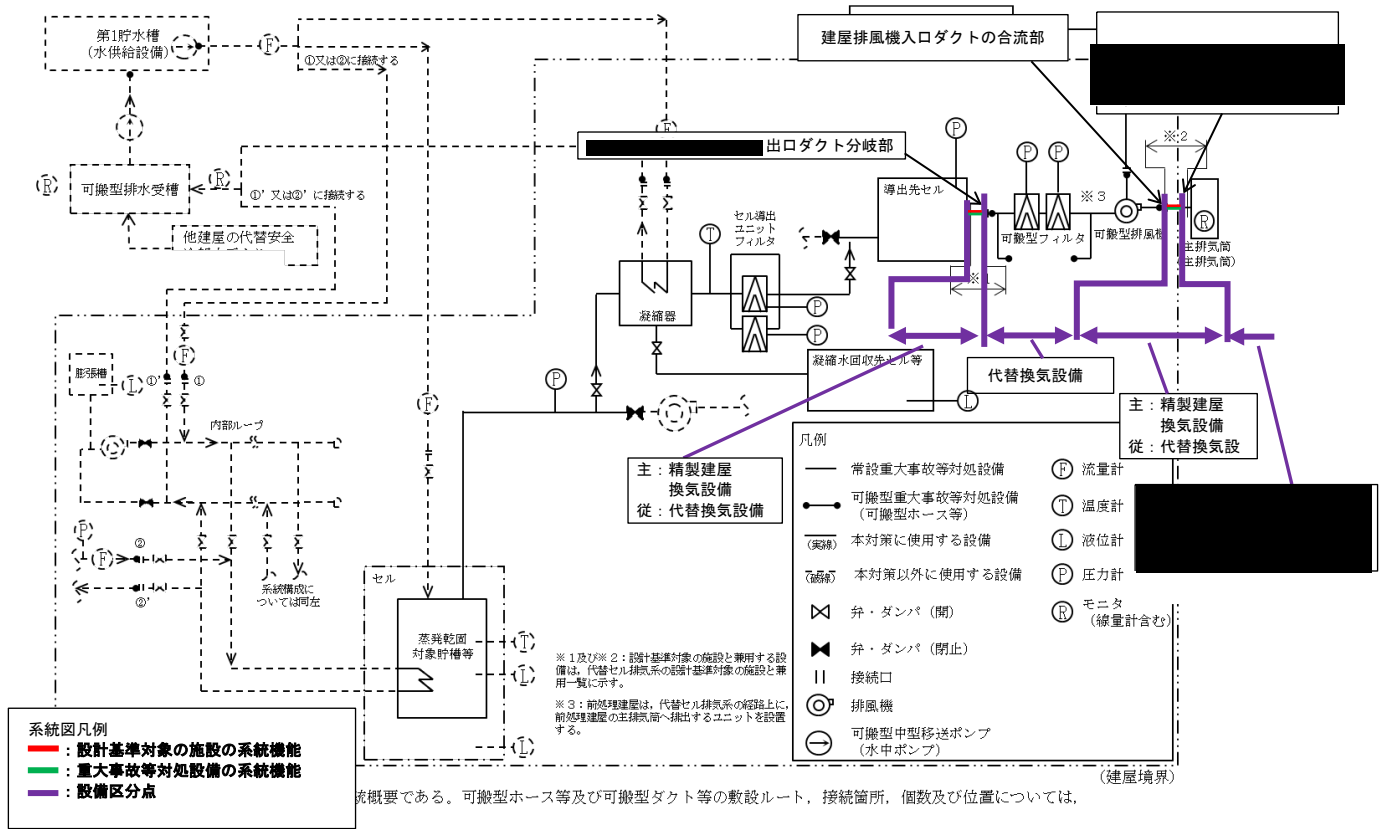 第1貯水槽
(水供給設備)
F
①又は②に接続する
建屋排風機入口ダクトの合流部
出口ダクト分岐部
R
R
可搬型排水受槽
①’ 又は②’ に接続する
他建屋の代替安全
P
P
P
※2
※3
導出先セル
可搬型フィルタ
可搬型排風機
R
主排気筒
(主排気筒)
セル導出
ユニット
フィルタ
T
凝縮器
P
P
※1
凝縮水回収先セル等
L
代替換気設備
膨張槽
L
①’
①
F
F
P
内部ループ
主：精製建屋
換気設備
従：代替換気設備
主：精製建屋
換気設備
従：代替換気設
P
F
②
②’
系統構成に
ついては同左
セル
蒸発乾固
対象貯槽等
T
L
L
※1及び※2：設計基準対象の施設と兼用する設
備は，代替セル排気系の設計基準対象の施設と兼
用一覧に示す。
※3：前処理建屋は，代替セル排気系の経路上に，
前処理建屋の主排気筒へ排出するユニットを設置
する。
凡例
常設重大事故等対処設備
可搬型重大事故等対処設備
(可搬型ホース等)
(実線) 本対策に使用する設備
(破線) 本対策以外に使用する設備
弁・ダンパ（開）
弁・ダンパ（閉止）
接続口
排風機
可搬型中型移送ポンプ
(水中ポンプ)
F 流量計
T 温度計
L 液位計
P 圧力計
R モニタ
(線量計含む)
(建屋境界)
系統図凡例
：設計基準対象の施設の系統機能
：重大事故等対処設備の系統機能
：設備区分点
統概要である。可搬型ホース等及び可搬型ダクト等の敷設ルート，接続箇所，個数及び位置については，